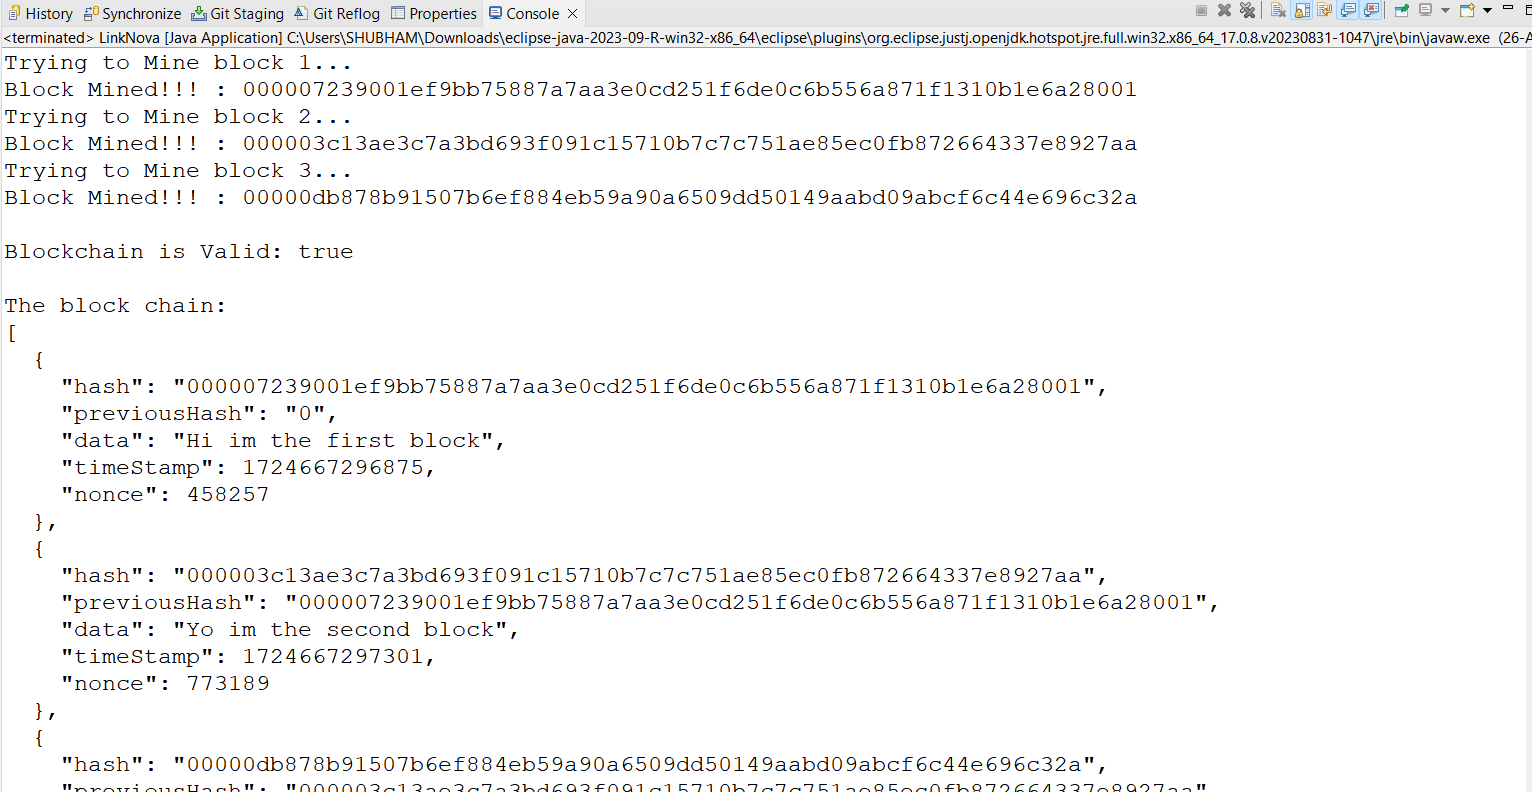 History Synchronize Git Staging Git Reflog Properties Console
<terminated> LinkNova [Java Application] C:\Users\SHUBHAM\Downloads\eclipse-java-2023-09-R-win32-x86_64\eclipse\plugins\org.eclipse.justj.openjdk.hotspot.jre.full.win32.x86_64_17.0.8.v20230831-1047\jre\bin\javaw.exe (26-A
Trying to Mine block 1...
Block Mined!!! : 000007239001ef9bb75887a7aa3e0cd251f6de0c6b556a871f1310b1e6a28001
Trying to Mine block 2...
Block Mined!!! : 000003c13ae3c7a3bd693f091c15710b7c7c751ae85ec0fb872664337e8927aa
Trying to Mine block 3...
Block Mined!!! : 00000db878b91507b6ef884eb59a90a6509dd50149aabd09abcf6c44e696c32a

Blockchain is Valid: true

The block chain:
[
  {
    "hash": "000007239001ef9bb75887a7aa3e0cd251f6de0c6b556a871f1310b1e6a28001",
    "previousHash": "0",
    "data": "Hi im the first block",
    "timeStamp": 1724667296875,
    "nonce": 458257
  },
  {
    "hash": "000003c13ae3c7a3bd693f091c15710b7c7c751ae85ec0fb872664337e8927aa",
    "previousHash": "000007239001ef9bb75887a7aa3e0cd251f6de0c6b556a871f1310b1e6a28001",
    "data": "Yo im the second block",
    "timeStamp": 1724667297301,
    "nonce": 773189
  },
  {
    "hash": "00000db878b91507b6ef884eb59a90a6509dd50149aabd09abcf6c44e696c32a",
    "previousHash": "000003c13ae3c7a3bd693f091c15710b7c7c751ae85ec0fb872664337e8927aa"